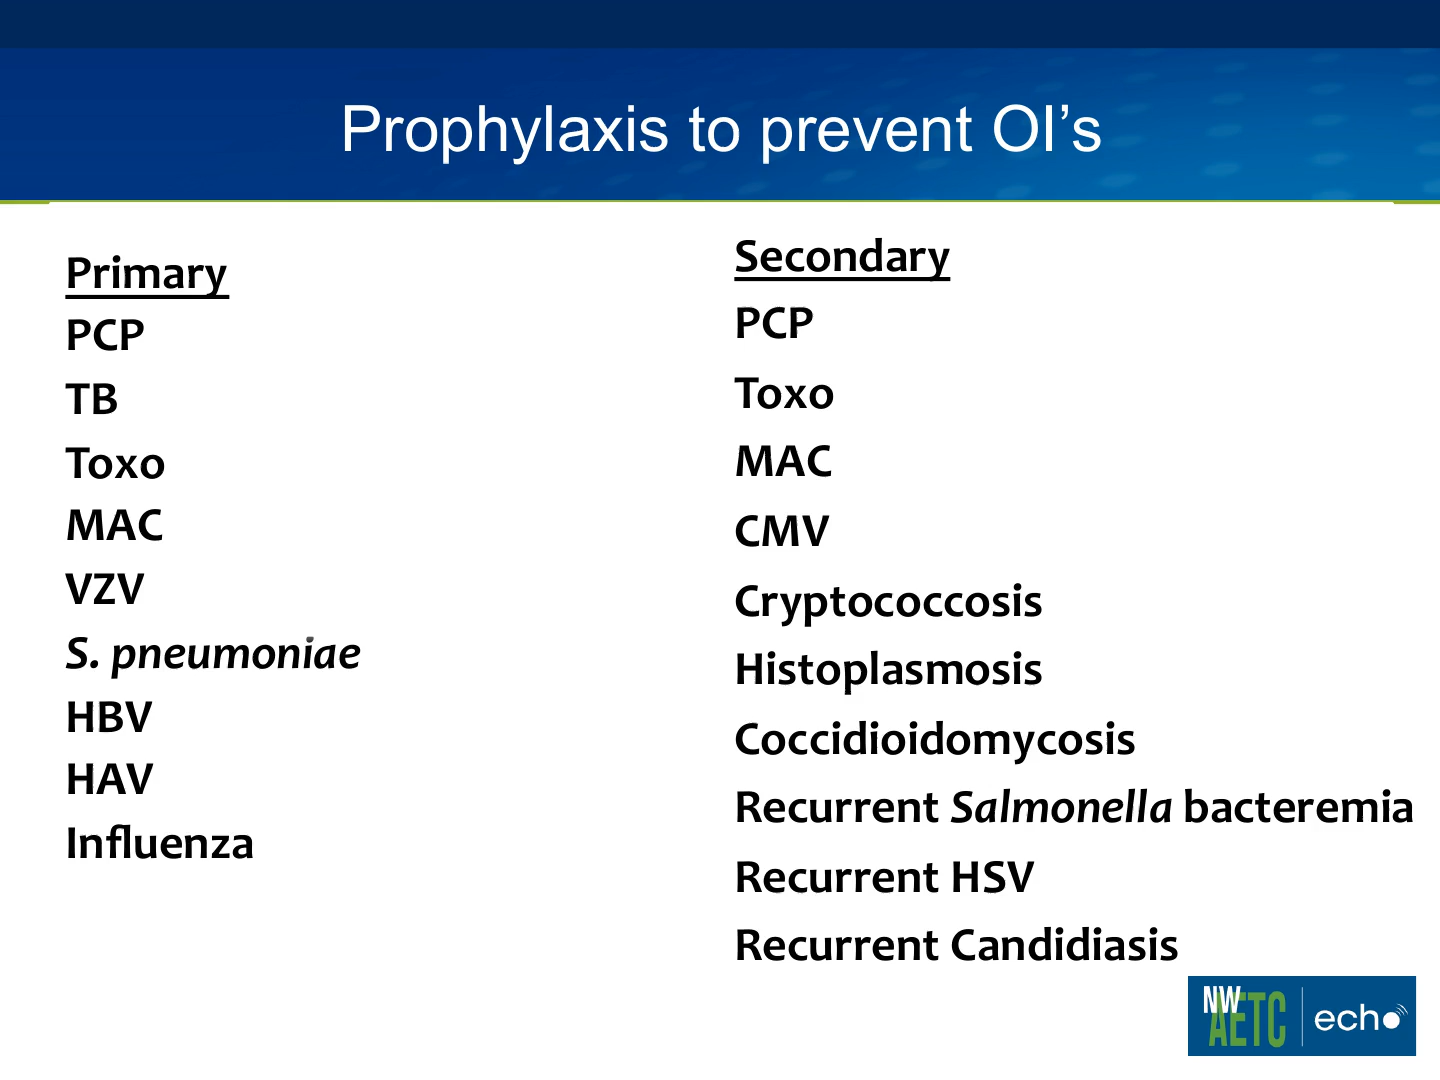 Prophylaxis to prevent OI’s
Primary
PCP
TB
Toxo
MAC
VZV
S. pneumoniae
HBV
HAV
Influenza
Secondary
PCP
Toxo
MAC
CMV
Cryptococcosis
Histoplasmosis
Coccidioidomycosis
Recurrent Salmonella bacteremia
Recurrent HSV
Recurrent Candidiasis
NW
AETC
echo